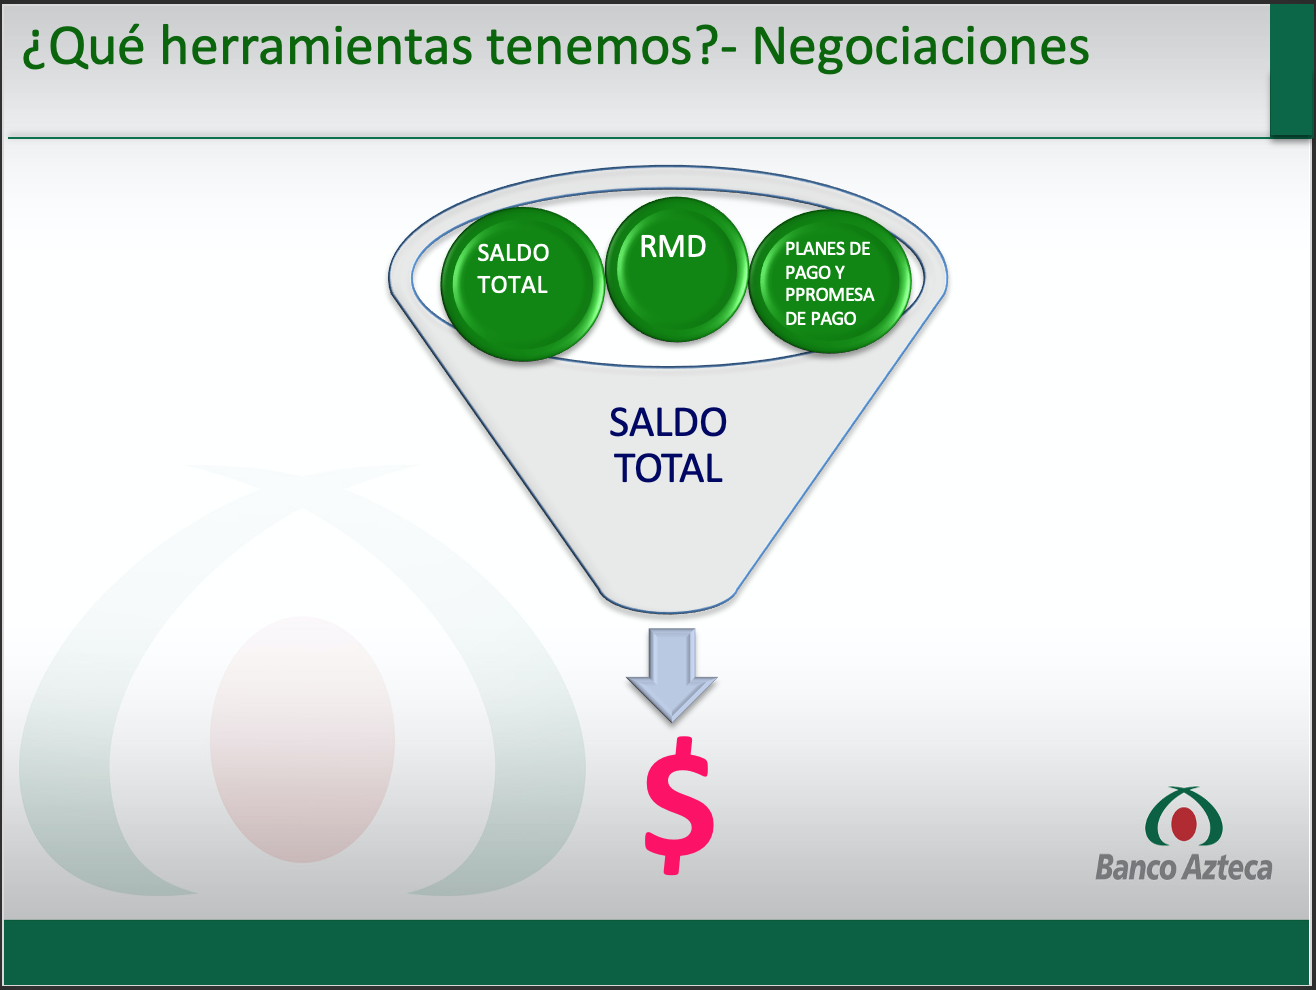 ¿Qué herramientas tenemos?- Negociaciones
SALDO
TOTAL
RMD
PLANES DE
PAGO Y
PPROMESA
DE PAGO
SALDO
TOTAL
$
Banco Azteca